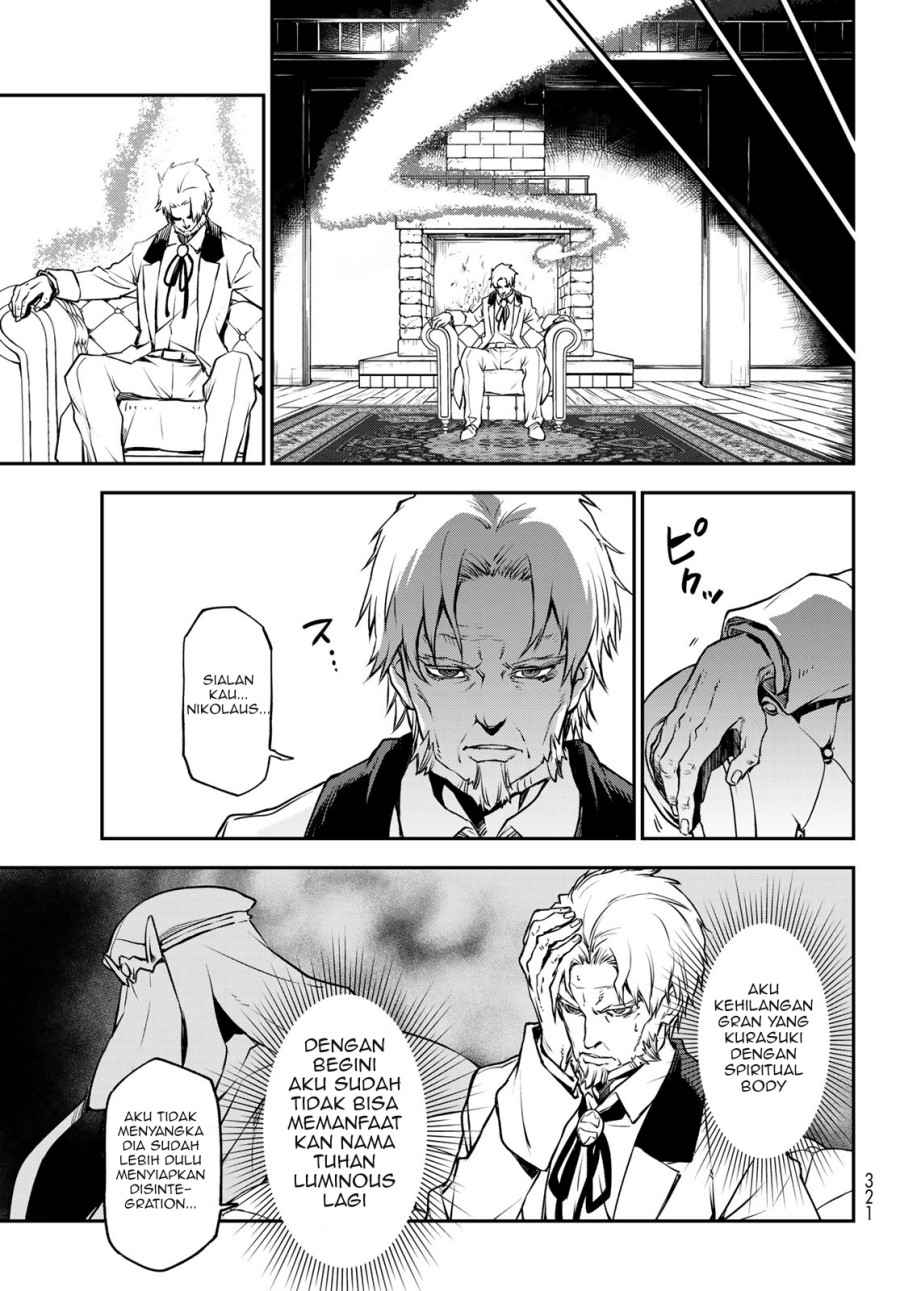 ピクッ
ス…
SIALAN
KAU...
NIKOLAUS...
AKU
KEHILANGAN
GRAN YANG
KURASUKI
DENGAN
SPIRITUAL
BODY
DENGAN
BEGINI
AKU SUDAH
TIDAK BISA
MEMANFAAT
KAN NAMA
TUHAN
LUMINOUS
LAGI
AKU TIDAK
MENYANGKA
DIA SUDAH
LEBIH DULU
MENYIAPKAN
DISINTE-
GRATION...
321